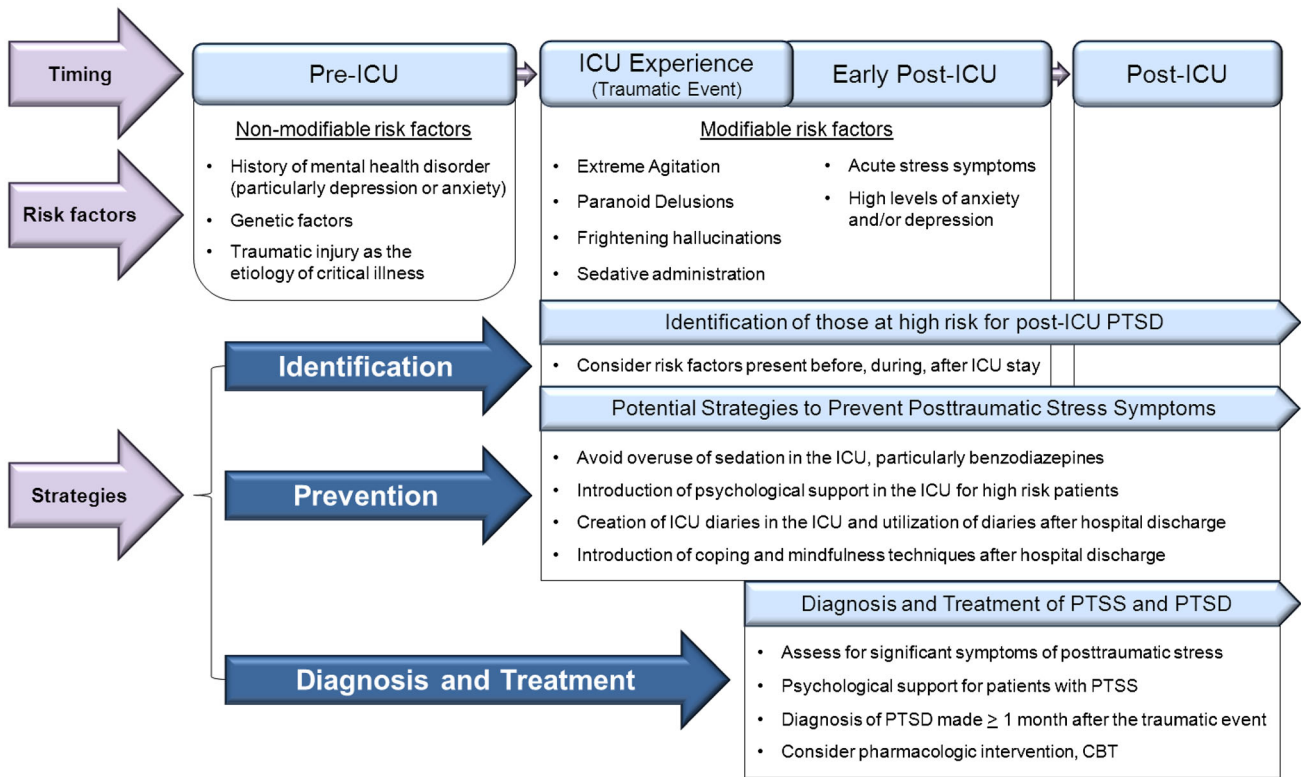 Timing
Pre-ICU
ICU Experience
(Traumatic Event)
Early Post-ICU
Post-ICU
Risk factors
Non-modifiable risk factors
• History of mental health disorder
(particularly depression or anxiety)
• Genetic factors
• Traumatic injury as the
etiology of critical illness
Modifiable risk factors
• Extreme Agitation
• Paranoid Delusions
• Frightening hallucinations
• Sedative administration
• Acute stress symptoms
• High levels of anxiety
and/or depression
Strategies
Identification
Identification of those at high risk for post-ICU PTSD
• Consider risk factors present before, during, after ICU stay
Prevention
Potential Strategies to Prevent Posttraumatic Stress Symptoms
• Avoid overuse of sedation in the ICU, particularly benzodiazepines
• Introduction of psychological support in the ICU for high risk patients
• Creation of ICU diaries in the ICU and utilization of diaries after hospital discharge
• Introduction of coping and mindfulness techniques after hospital discharge
Diagnosis and Treatment
Diagnosis and Treatment of PTSS and PTSD
• Assess for significant symptoms of posttraumatic stress
• Psychological support for patients with PTSS
• Diagnosis of PTSD made ≥ 1 month after the traumatic event
• Consider pharmacologic intervention, CBT